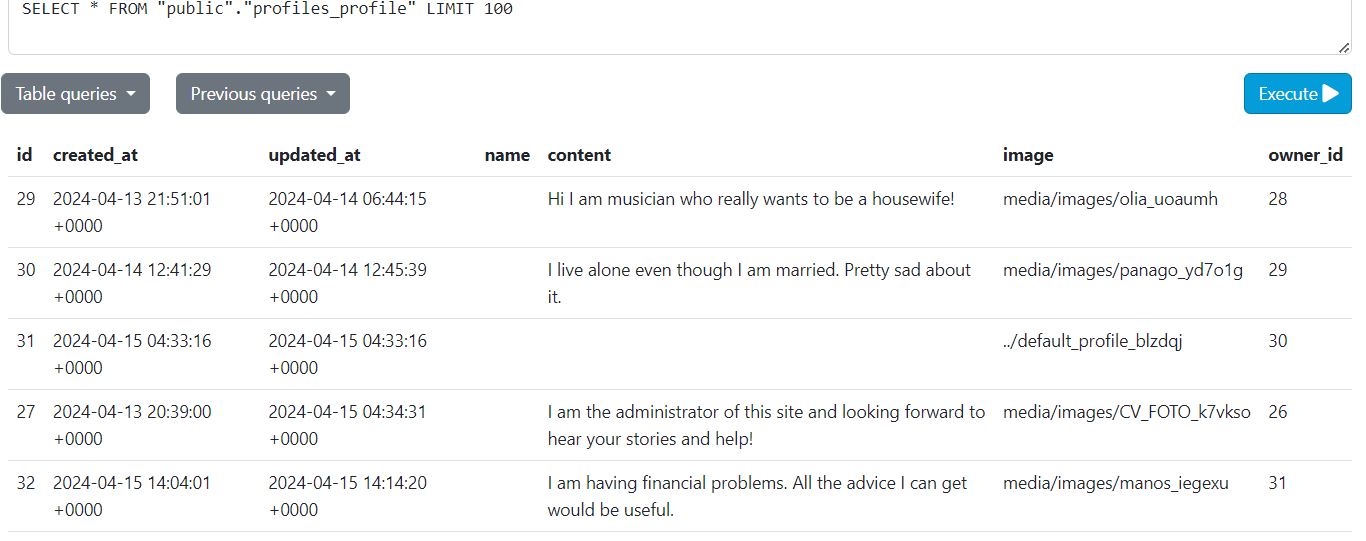 SELECT * FROM "public"."profiles_profile" LIMIT 100
Table queries Previous queries Execute
id created_at updated_at name content image owner_id
29 2024-04-13 21:51:01 2024-04-14 06:44:15 Hi I am musician who really wants to be a housewife! media/images/olia_uoaumh 28
+0000 +0000
30 2024-04-14 12:41:29 2024-04-14 12:45:39 I live alone even though I am married. Pretty sad about media/images/panago_yd7o1g 29
+0000 +0000 it.
31 2024-04-15 04:33:16 2024-04-15 04:33:16 ../default_profile_blzdqj 30
+0000 +0000
27 2024-04-13 20:39:00 2024-04-15 04:34:31 I am the administrator of this site and looking forward to media/images/CV_FOTO_k7vkso 26
+0000 +0000 hear your stories and help!
32 2024-04-15 14:04:01 2024-04-15 14:14:20 I am having financial problems. All the advice I can get media/images/manos_iegexu 31
+0000 +0000 would be useful.